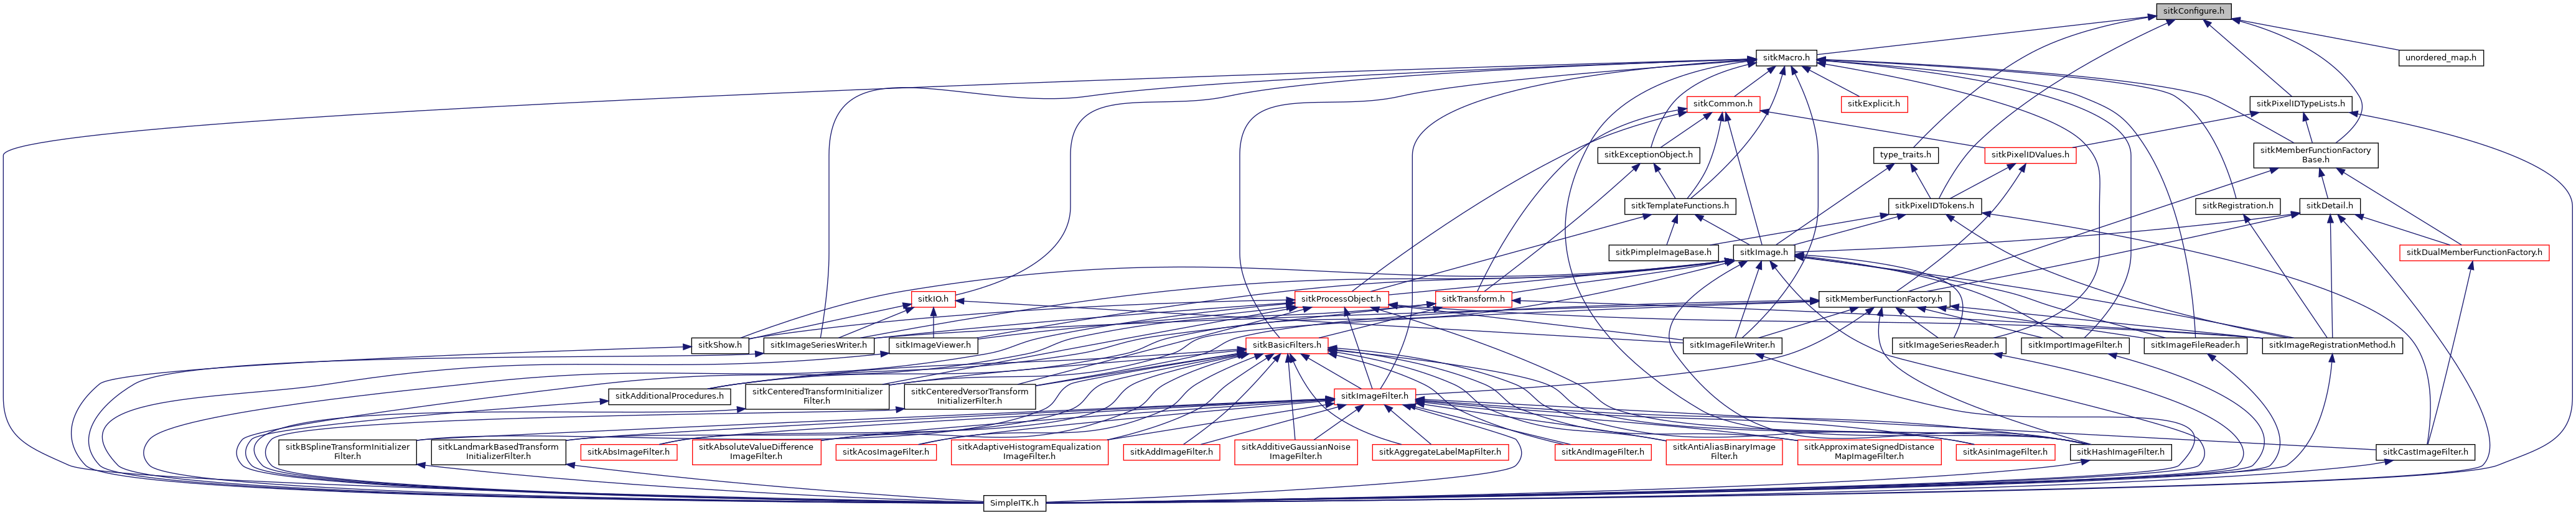 sitkConfigure.h
sitkMacro.h
unordered_map.h
sitkCommon.h
sitkExplicit.h
sitkPixelIDTypeLists.h
sitkExceptionObject.h
type_traits.h
sitkPixelIDValues.h
sitkMemberFunctionFactory
Base.h
sitkTemplateFunctions.h
sitkPixelIDTokens.h
sitkRegistration.h
sitkDetail.h
sitkPimpleImageBase.h
sitkImage.h
sitkDualMemberFunctionFactory.h
sitkIO.h
sitkProcessObject.h
sitkTransform.h
sitkMemberFunctionFactory.h
sitkShow.h
sitkImageSeriesWriter.h
sitkImageViewer.h
sitkBasicFilters.h
sitkImageFileWriter.h
sitkImageSeriesReader.h
sitkImportImageFilter.h
sitkImageFileReader.h
sitkImageRegistrationMethod.h
sitkAdditionalProcedures.h
sitkCenteredTransformInitializer
Filter.h
sitkCenteredVersorTransform
InitializerFilter.h
sitkImageFilter.h
sitkBSplineTransformInitializer
Filter.h
sitkLandmarkBasedTransform
InitializerFilter.h
sitkAbsImageFilter.h
sitkAbsoluteValueDifference
ImageFilter.h
sitkAcosImageFilter.h
sitkAdaptiveHistogramEqualization
ImageFilter.h
sitkAddImageFilter.h
sitkAdditiveGaussianNoise
ImageFilter.h
sitkAggregateLabelMapFilter.h
sitkAndImageFilter.h
sitkAntiAliasBinaryImage
Filter.h
sitkApproximateSignedDistance
MapImageFilter.h
sitkAsinImageFilter.h
sitkHashImageFilter.h
sitkCastImageFilter.h
SimpleITK.h